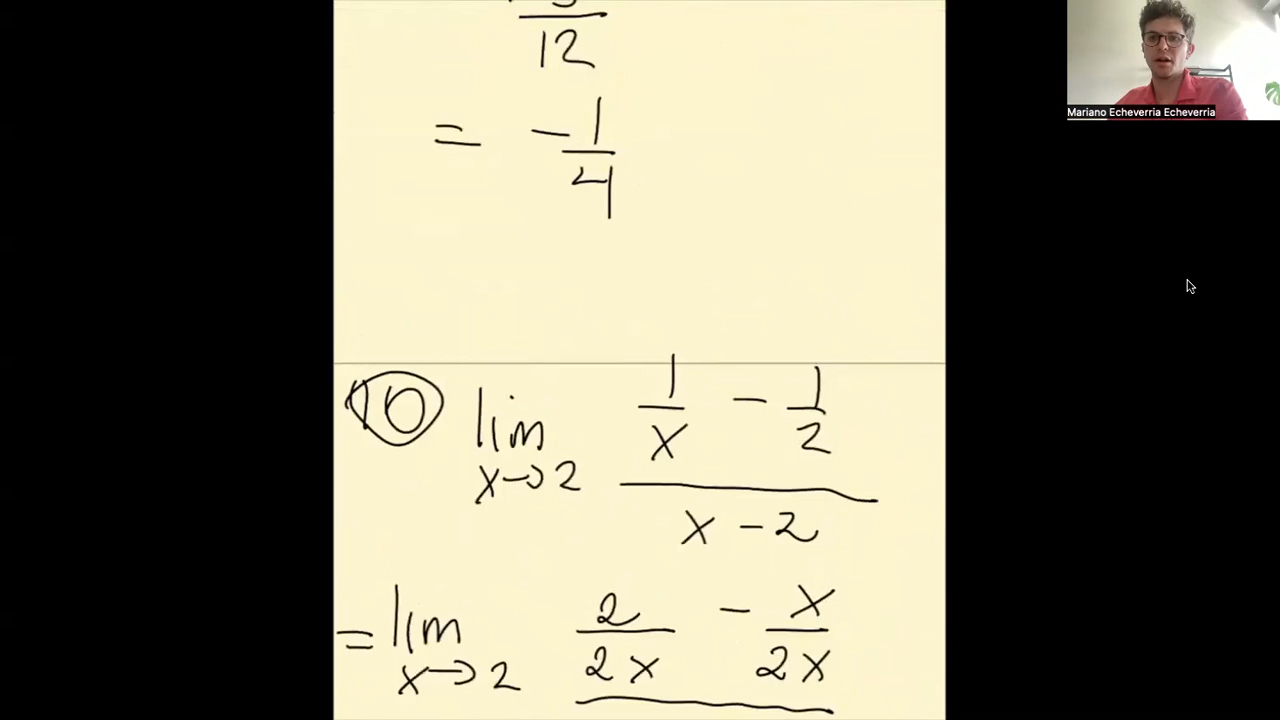 12
= -1/4
Mariano Echeverria Echeverria
10 lim x→2 (1/x - 1/2)/(x - 2)
= lim x→2 2/2x - x/2x